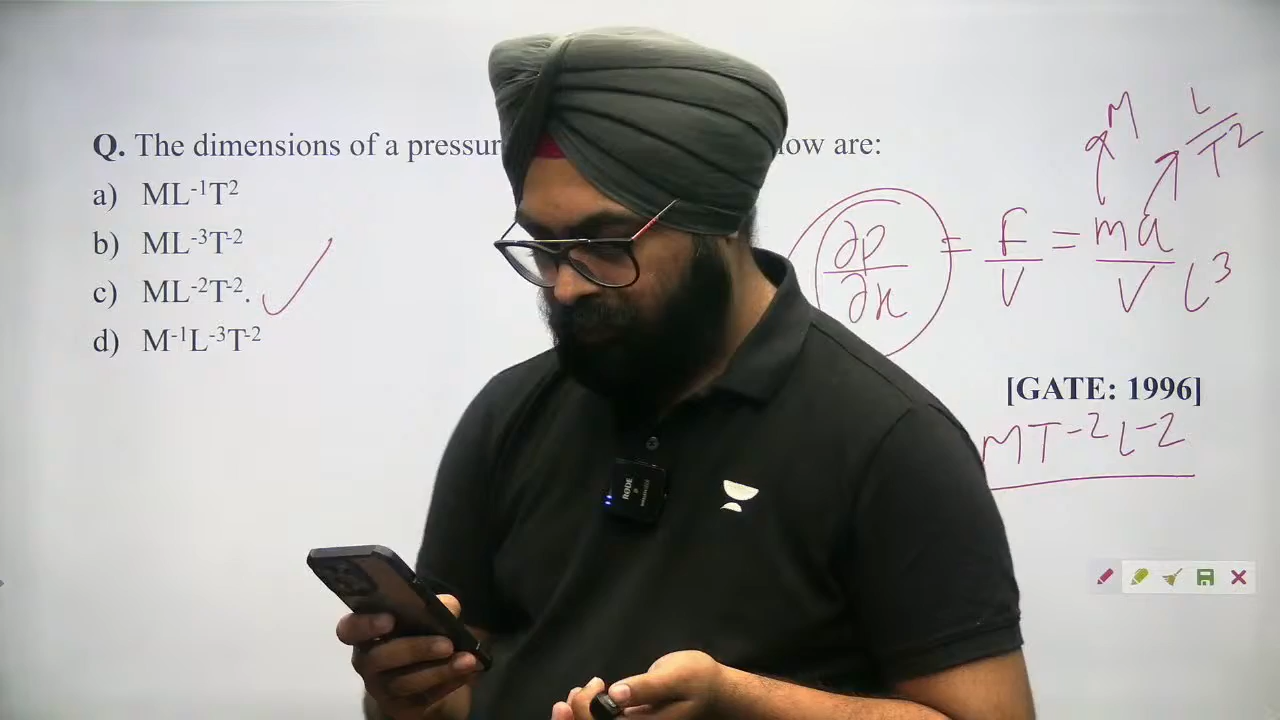 Q. The dimensions of a pressur
ow are:
a) ML⁻¹T²
b) ML⁻³T⁻²
c) ML⁻²T⁻².
d) M⁻¹L⁻³T⁻²
M L/T²
∂p/∂x = F/V = ma/V L³
[GATE: 1996]
MT⁻²L⁻²
RØDE